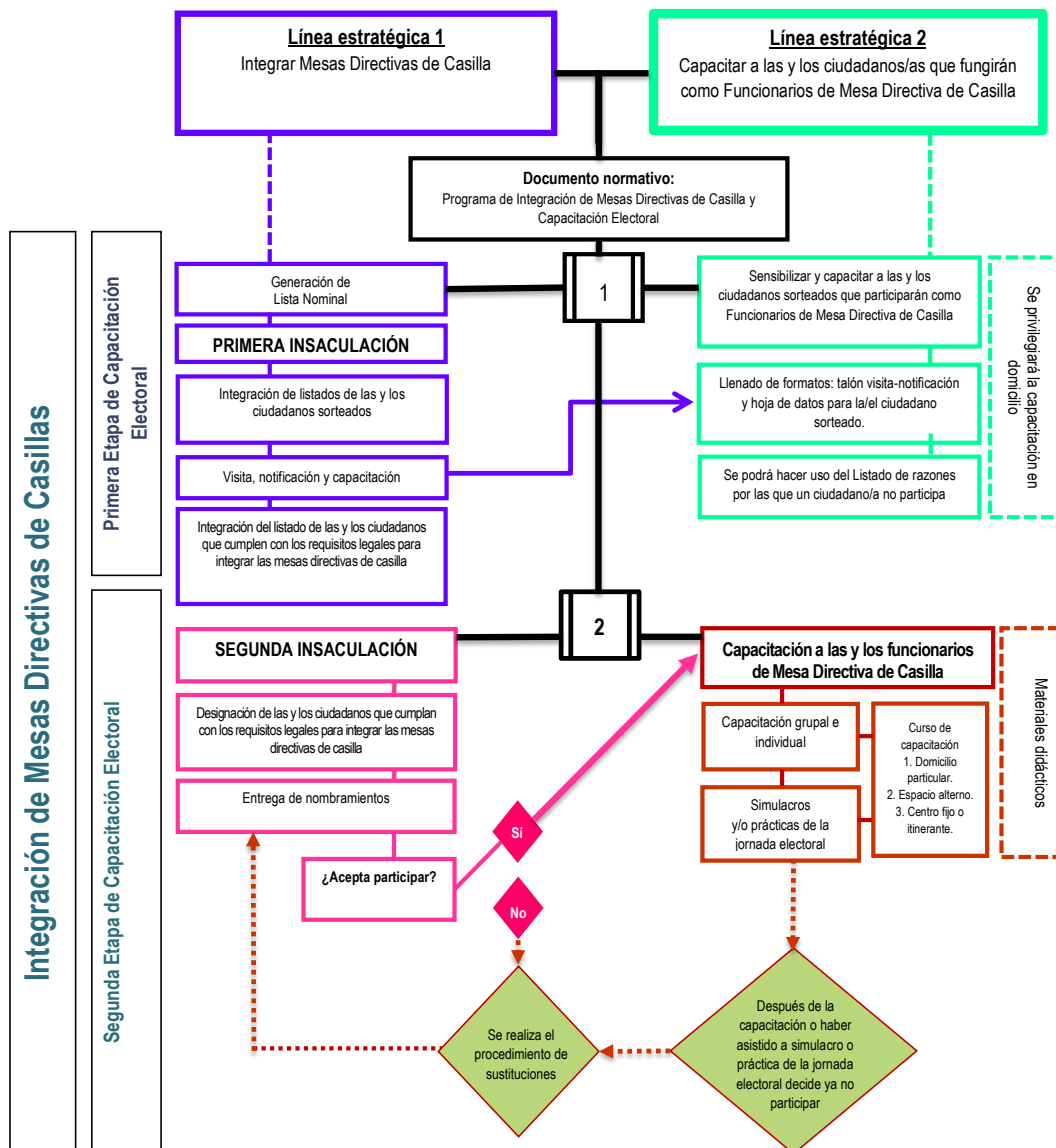 Línea estratégica 1
Integrar Mesas Directivas de Casilla
Línea estratégica 2
Capacitar a las y los ciudadanos/as que fungirán
como Funcionarios de Mesa Directiva de Casilla
Documento normativo:
Programa de Integración de Mesas Directivas de Casilla y
Capacitación Electoral
Integración de Mesas Directivas de Casillas
Primera Etapa de Capacitación
Electoral
Generación de
Lista Nominal
1
Sensibilizar y capacitar a las y los
ciudadanos sorteados que participarán como
Funcionarios de Mesa Directiva de Casilla
Se privilegiará la capacitación en
domicilio
PRIMERA INSACULACIÓN
Integración de listados de las y los
ciudadanos sorteados
Llenado de formatos: talón visita-notificación
y hoja de datos para la/el ciudadano
sorteado.
Visita, notificación y capacitación
Se podrá hacer uso del Listado de razones
por las que un ciudadano/a no participa
Integración del listado de las y los ciudadanos
que cumplen con los requisitos legales para
integrar las mesas directivas de casilla
Segunda Etapa de Capacitación Electoral
2
SEGUNDA INSACULACIÓN
Capacitación a las y los funcionarios
de Mesa Directiva de Casilla
Materiales didácticos
Designación de las y los ciudadanos que cumplan
con los requisitos legales para integrar las mesas
directivas de casilla
Capacitación grupal e
individual
Curso de
capacitación
1. Domicilio
particular.
2. Espacio alterno.
3. Centro fijo o
itinerante.
Entrega de nombramientos
Simulacros
y/o prácticas de la
jornada electoral
Sí
¿Acepta participar?
No
Se realiza el
procedimiento de
sustituciones
Después de la
capacitación o haber
asistido a simulacro o
práctica de la jornada
electoral decide ya no
participar